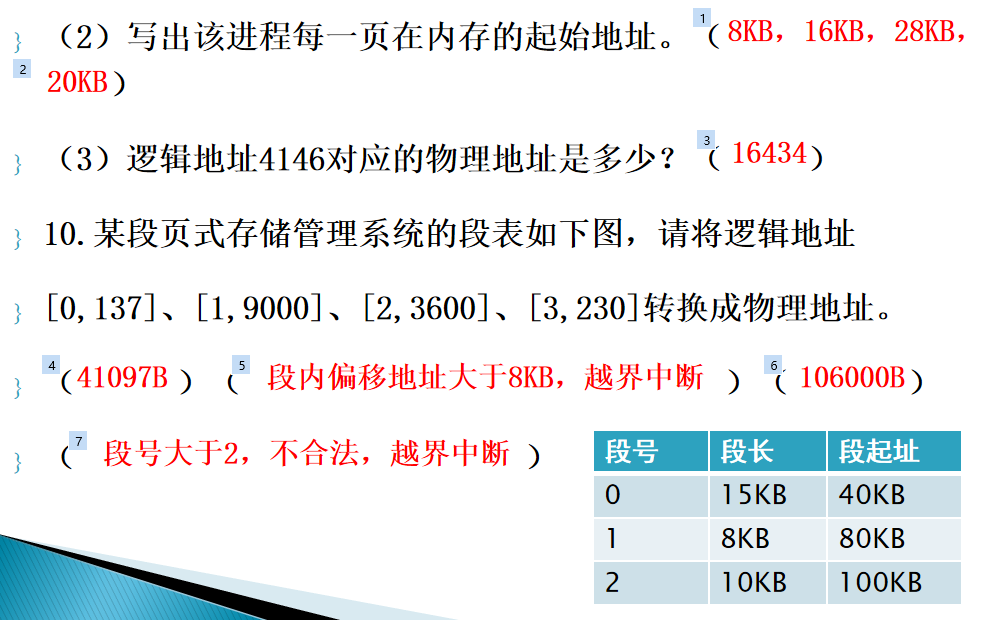 （2）写出该进程每一页在内存的起始地址。 1 （8KB，16KB，28KB，
2 20KB）
（3）逻辑地址4146对应的物理地址是多少？ 3 （16434）
10.某段页式存储管理系统的段表如下图，请将逻辑地址
[0,137]、[1,9000]、[2,3600]、[3,230]转换成物理地址。
4 （41097B ） 5 （ 段内偏移地址大于8KB，越界中断 ） 6 （ 106000B）
（ 7 段号大于2，不合法，越界中断 ）
段号 段长 段起址
0 15KB 40KB
1 8KB 80KB
2 10KB 100KB